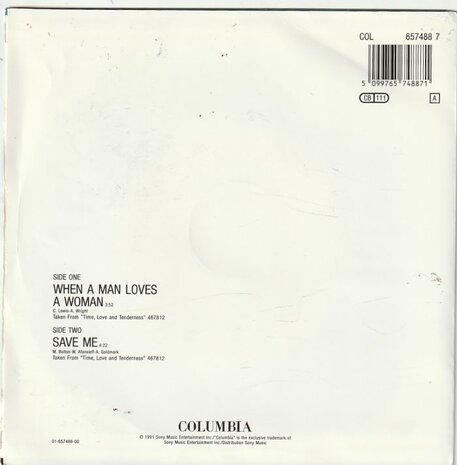 COL 657488 7
5 099765 748871
CB 111 A
SIDE ONE
WHEN A MAN LOVES
A WOMAN 3:52
C. Lewis-A. Wright
Taken From "Time, Love and Tenderness" 467812
SIDE TWO
SAVE ME 4:22
M. Bolton-W. Afanasieff-A. Goldmark
Taken From "Time, Love and Tenderness" 467812
COLUMBIA
℗ 1991 Sony Music Entertainment Inc./"Columbia" is the exclusive trademark of
Sony Music Entertainment Inc./Distribution Sony Music
01-657488-00